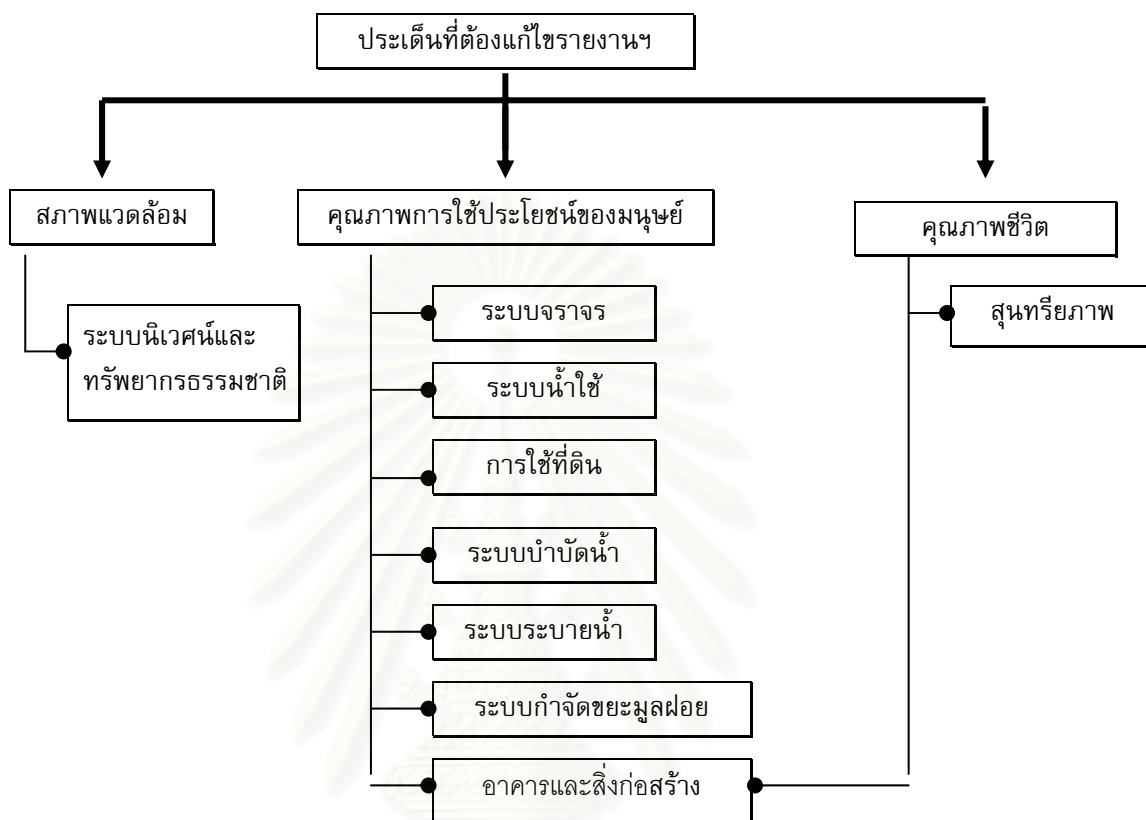 ประเด็นที่ต้องแก้ไขรายงานฯ
สภาพแวดล้อม
ระบบนิเวศน์และ
ทรัพยากรธรรมชาติ
คุณภาพการใช้ประโยชน์ของมนุษย์
ระบบจราจร
ระบบน้ำใช้
การใช้ที่ดิน
ระบบบำบัดน้ำ
ระบบระบายน้ำ
ระบบกำจัดขยะมูลฝอย
อาคารและสิ่งก่อสร้าง
คุณภาพชีวิต
สุนทรียภาพ